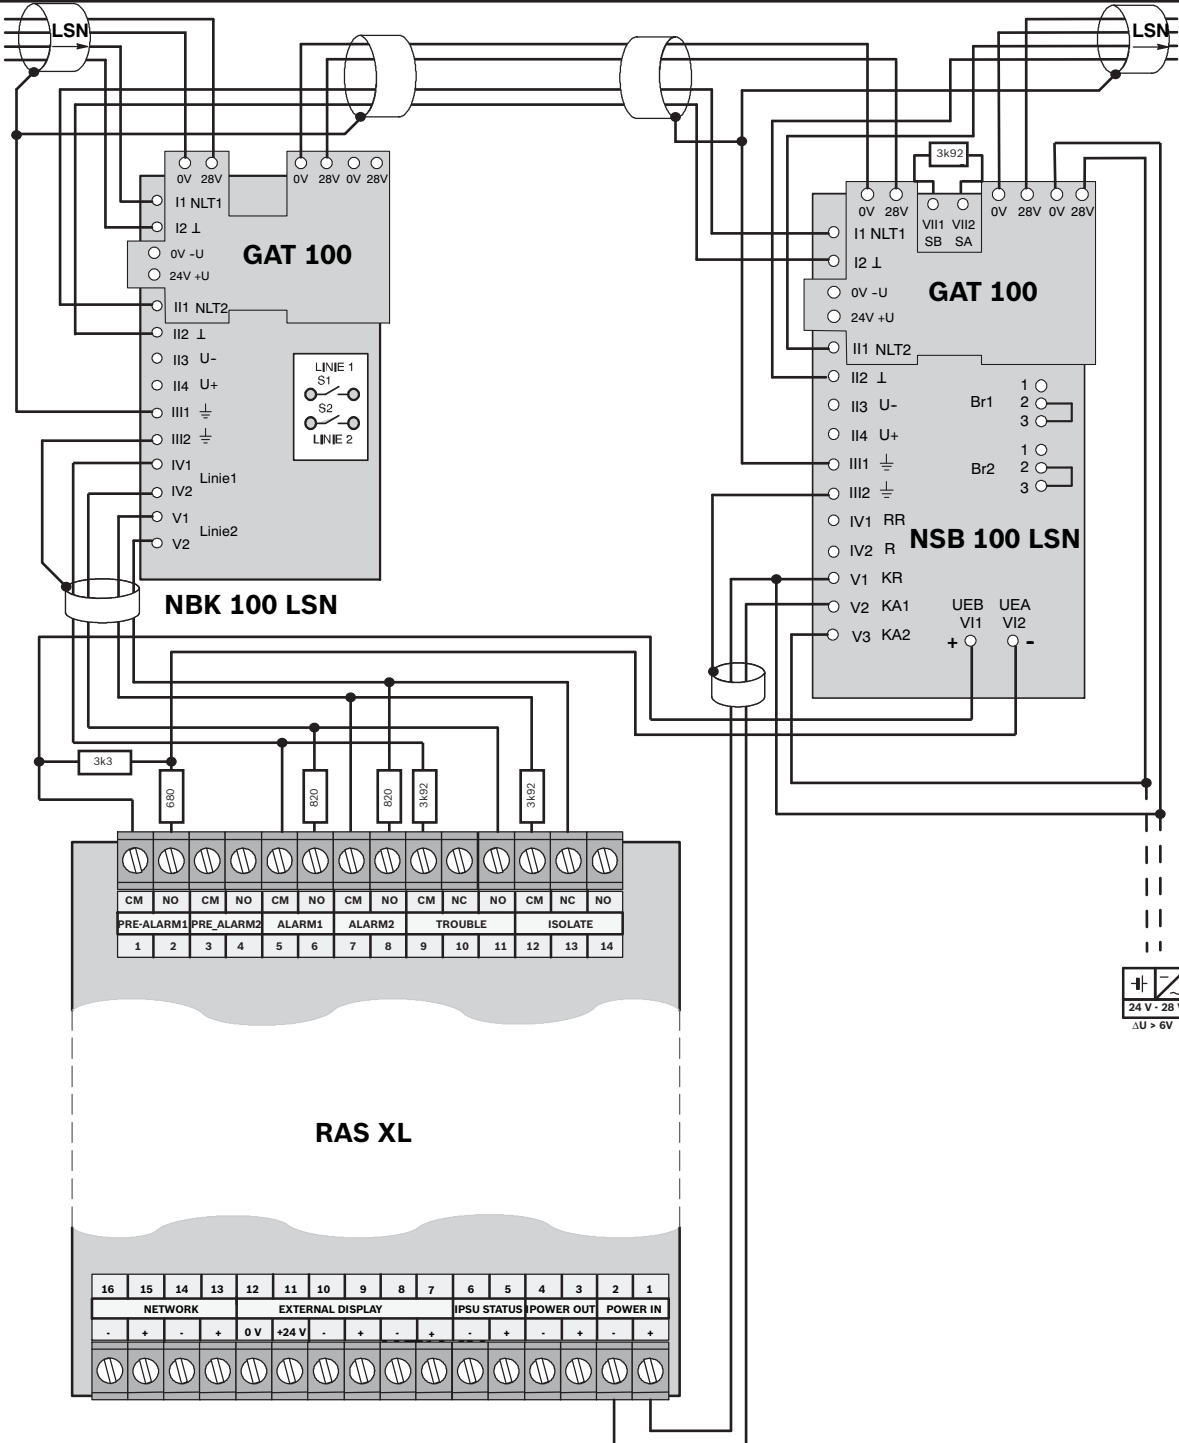 LSN
LSN
0V 28V
0V 28V 0V 28V
I1 NLT1
I2 ⊥
0V -U
24V +U
GAT 100
II1 NLT2
II2 ⊥
II3 U-
II4 U+
III1
III2
IV1
Linie1
IV2
V1
Linie2
V2
LINIE 1
S1
S2
LINIE 2
NBK 100 LSN
3k92
0V 28V
VII1 VII2
SB SA
0V 28V 0V 28V
I1 NLT1
I2 ⊥
0V -U
24V +U
GAT 100
II1 NLT2
II2 ⊥
II3 U-
II4 U+
III1
III2
IV1 RR
IV2 R
V1 KR
V2 KA1
V3 KA2
Br1
1
2
3
Br2
1
2
3
NSB 100 LSN
UEB UEA
VI1 VI2
+ -
3k3
680
820
820
3k92
3k92
CM NO CM NO CM NO CM NO CM NC NO CM NC NO
PRE-ALARM1 PRE_ALARM2 ALARM1 ALARM2 TROUBLE ISOLATE
1 2 3 4 5 6 7 8 9 10 11 12 13 14
24 V - 28 V
ΔU > 6V
RAS XL
16 15 14 13 12 11 10 9 8 7 6 5 4 3 2 1
NETWORK EXTERNAL DISPLAY IPSU STATUS IPOWER OUT POWER IN
- + - + 0 V +24 V - + - + - + - + - +